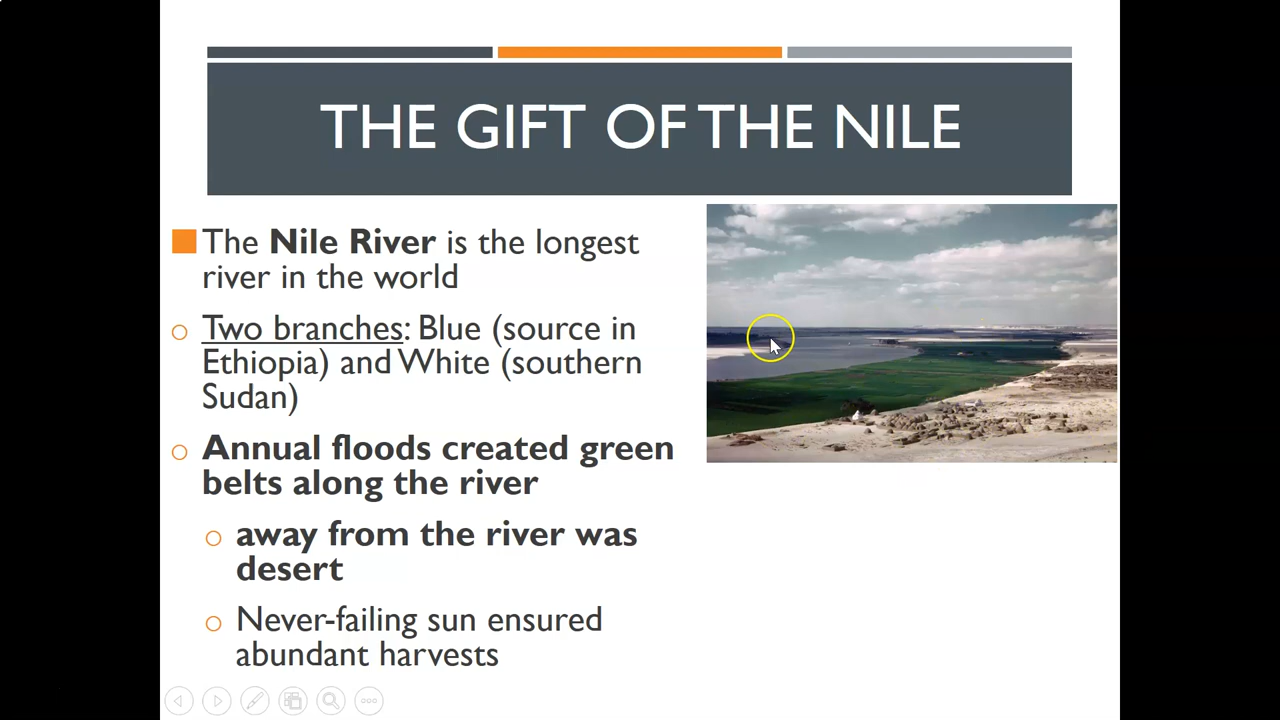 THE GIFT OF THE NILE
The Nile River is the longest
river in the world
Two branches: Blue (source in
Ethiopia) and White (southern
Sudan)
Annual floods created green
belts along the river
away from the river was
desert
Never-failing sun ensured
abundant harvests